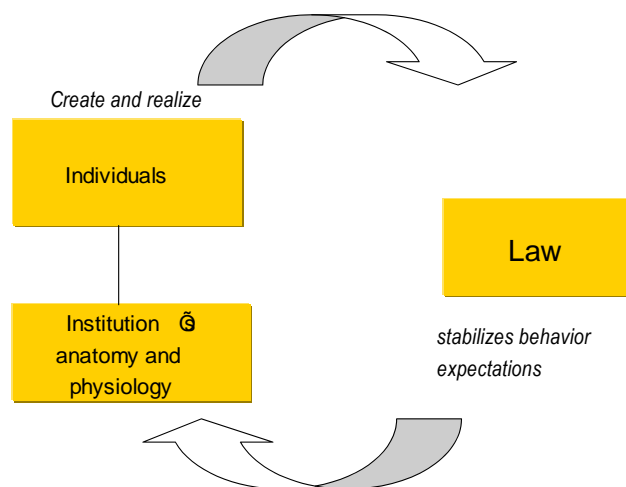 Create and realize
Individuals
Law
Institution
anatomy and
physiology
stabilizes behavior
expectations